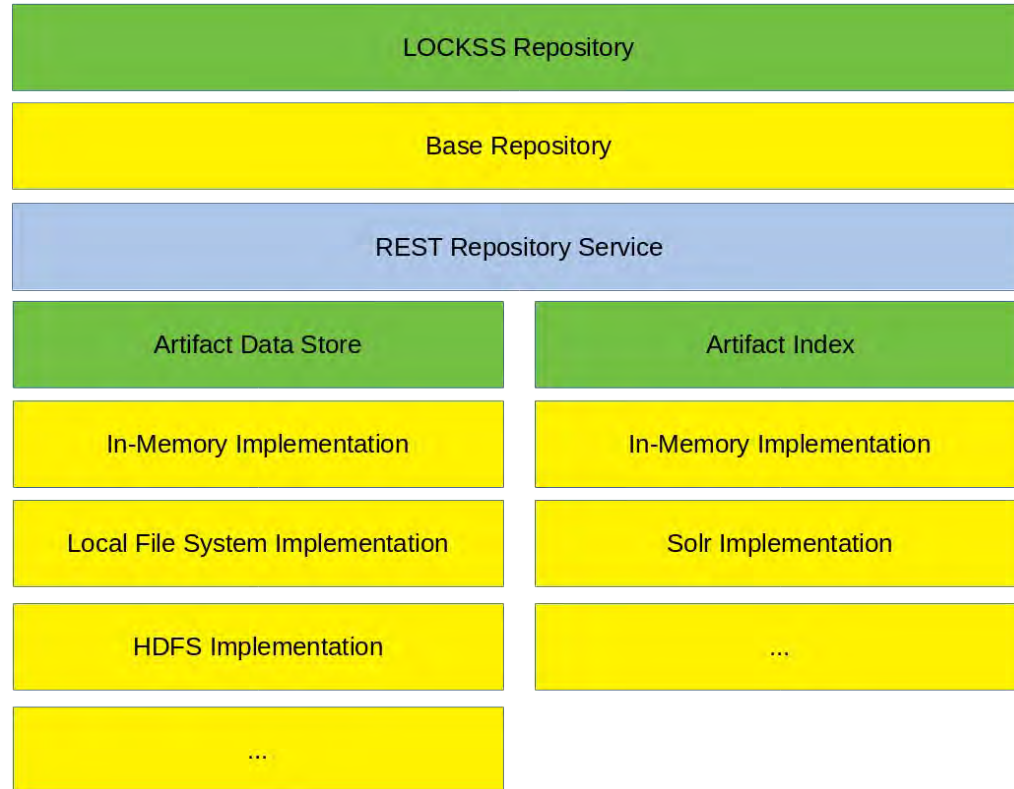 LOCKSS Repository
Base Repository
REST Repository Service
Artifact Data Store
Artifact Index
In-Memory Implementation
In-Memory Implementation
Local File System Implementation
Solr Implementation
HDFS Implementation
...
...